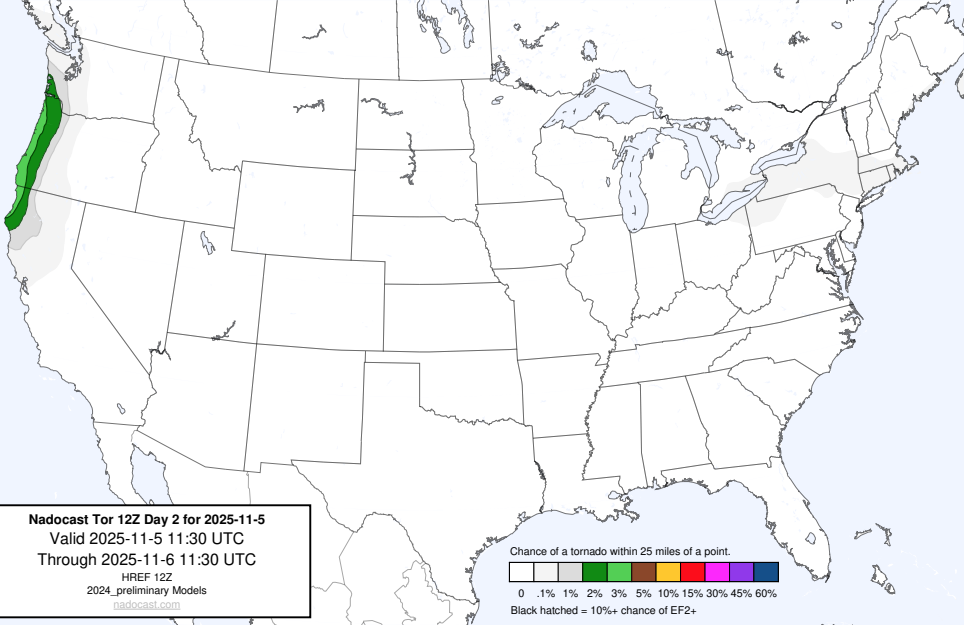 Nadocast Tor 12Z Day 2 for 2025-11-5
Valid 2025-11-5 11:30 UTC
Through 2025-11-6 11:30 UTC
HREF 12Z
2024_preliminary Models
nadocast.com
Chance of a tornado within 25 miles of a point.
0 .1% 1% 2% 3% 5% 10% 15% 30% 45% 60%
Black hatched = 10%+ chance of EF2+